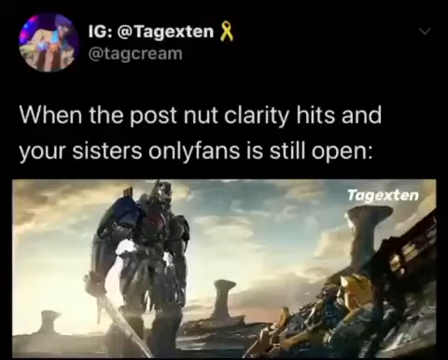 IG: @Tagexten 🎗
@tagcream
When the post nut clarity hits and
your sisters onlyfans is still open:
Tagexten